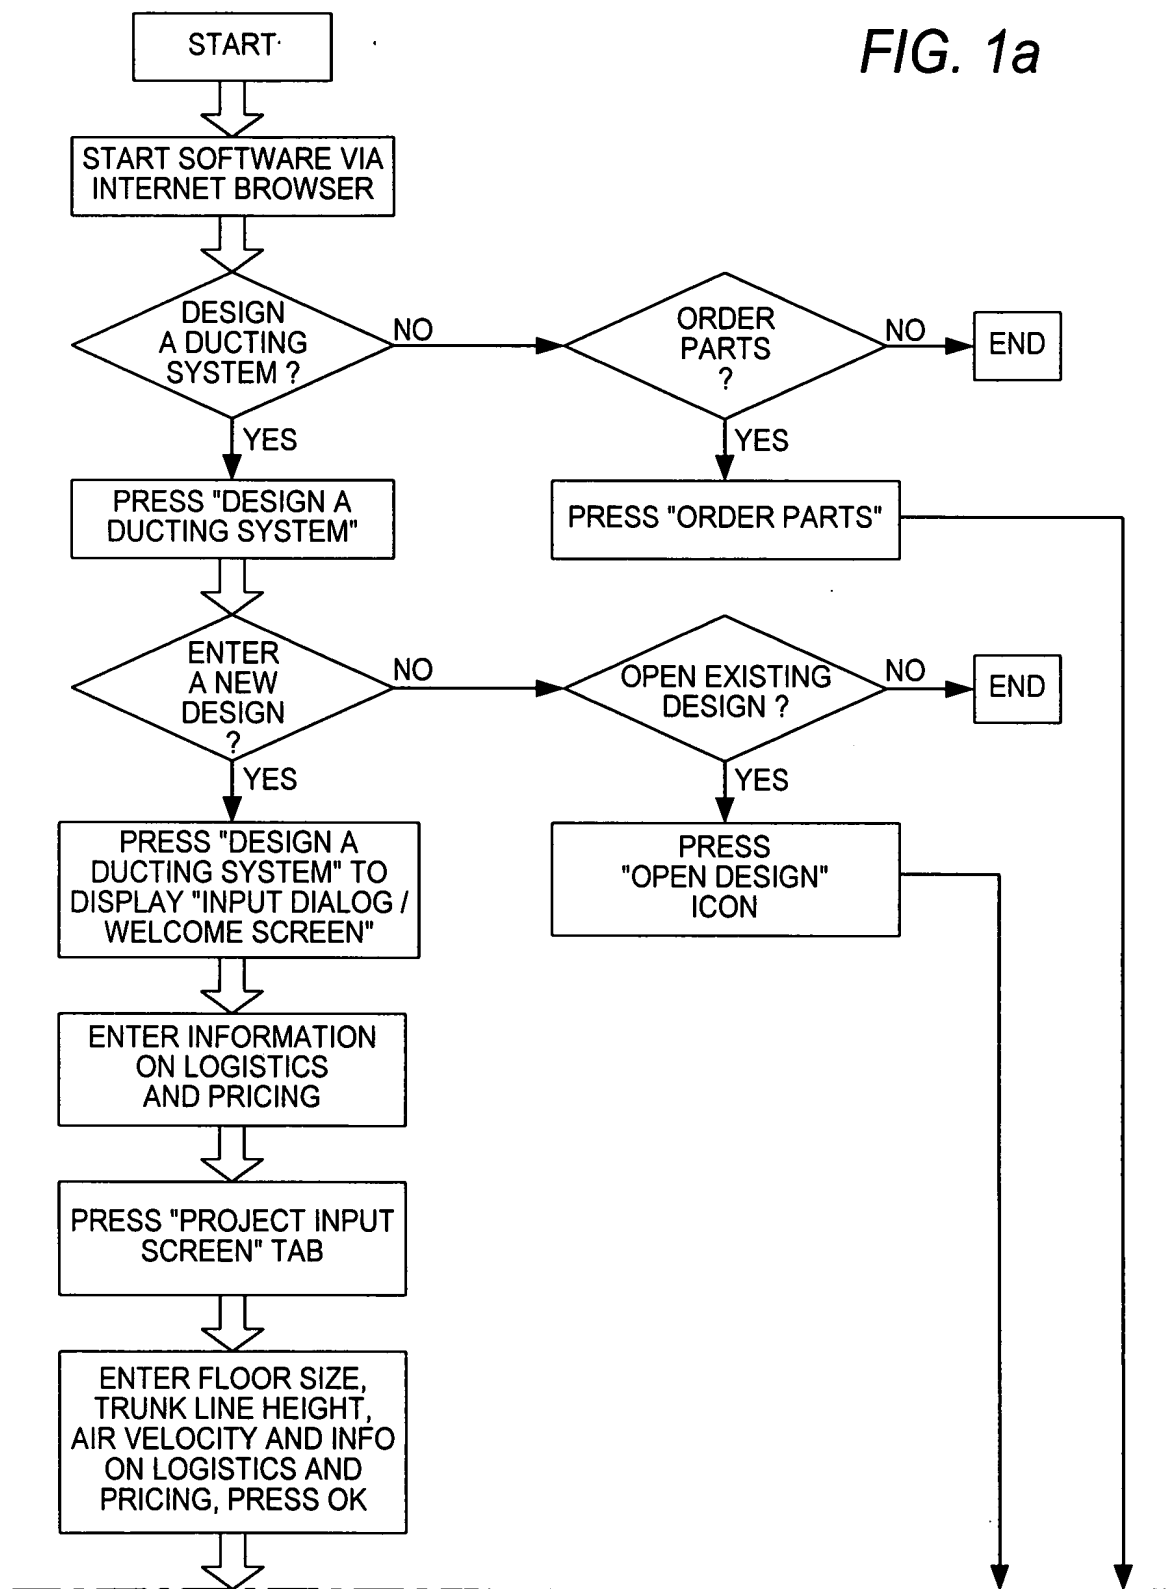 START
FIG. 1a
START SOFTWARE VIA
INTERNET BROWSER
DESIGN
A DUCTING
SYSTEM ?
NO
ORDER
PARTS
?
NO
END
YES
YES
PRESS "DESIGN A
DUCTING SYSTEM"
PRESS "ORDER PARTS"
ENTER
A NEW
DESIGN
?
NO
OPEN EXISTING
DESIGN ?
NO
END
YES
YES
PRESS "DESIGN A
DUCTING SYSTEM" TO
DISPLAY "INPUT DIALOG /
WELCOME SCREEN"
PRESS
"OPEN DESIGN"
ICON
ENTER INFORMATION
ON LOGISTICS
AND PRICING
PRESS "PROJECT INPUT
SCREEN" TAB
ENTER FLOOR SIZE,
TRUNK LINE HEIGHT,
AIR VELOCITY AND INFO
ON LOGISTICS AND
PRICING, PRESS OK